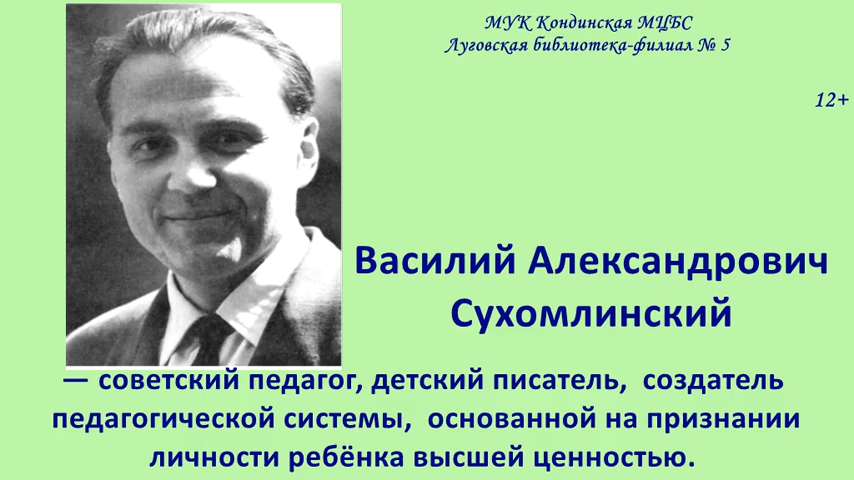 МУК Кондинская МЦБС
Луговская библиотека-филиал № 5
12+
Василий Александрович
Сухомлинский
— советский педагог, детский писатель,  создатель
педагогической системы,  основанной на признании
личности ребёнка высшей ценностью.